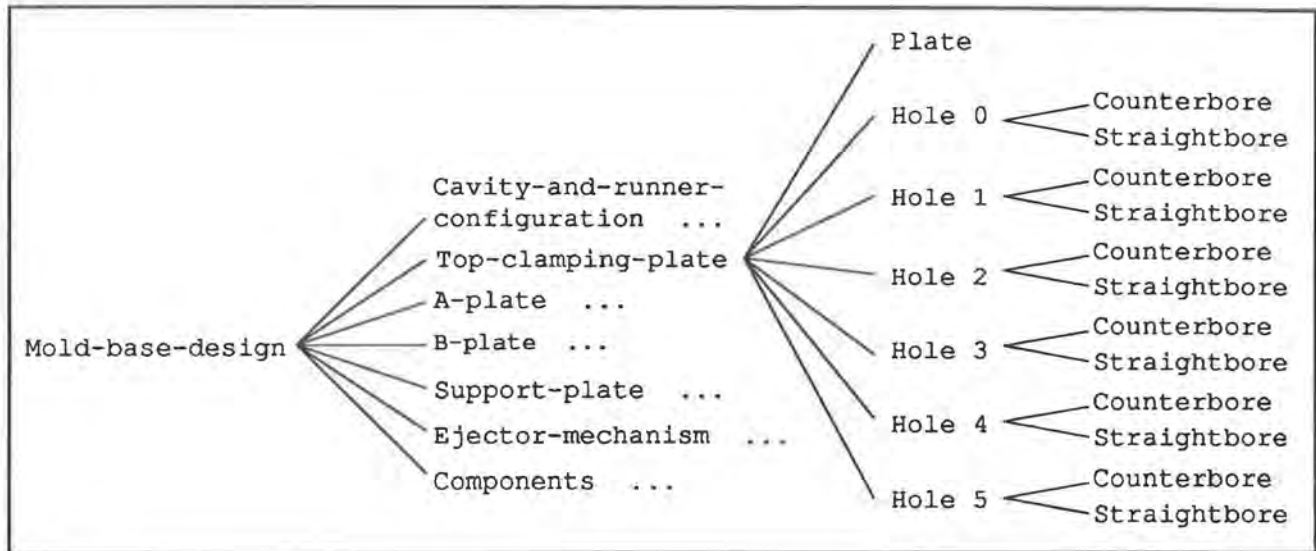 Mold-base-design
Cavity-and-runner-
configuration ...
Top-clamping-plate
A-plate ...
B-plate ...
Support-plate ...
Ejector-mechanism ...
Components ...
Plate
Hole 0
Counterbore
Straightbore
Hole 1
Counterbore
Straightbore
Hole 2
Counterbore
Straightbore
Hole 3
Counterbore
Straightbore
Hole 4
Counterbore
Straightbore
Hole 5
Counterbore
Straightbore